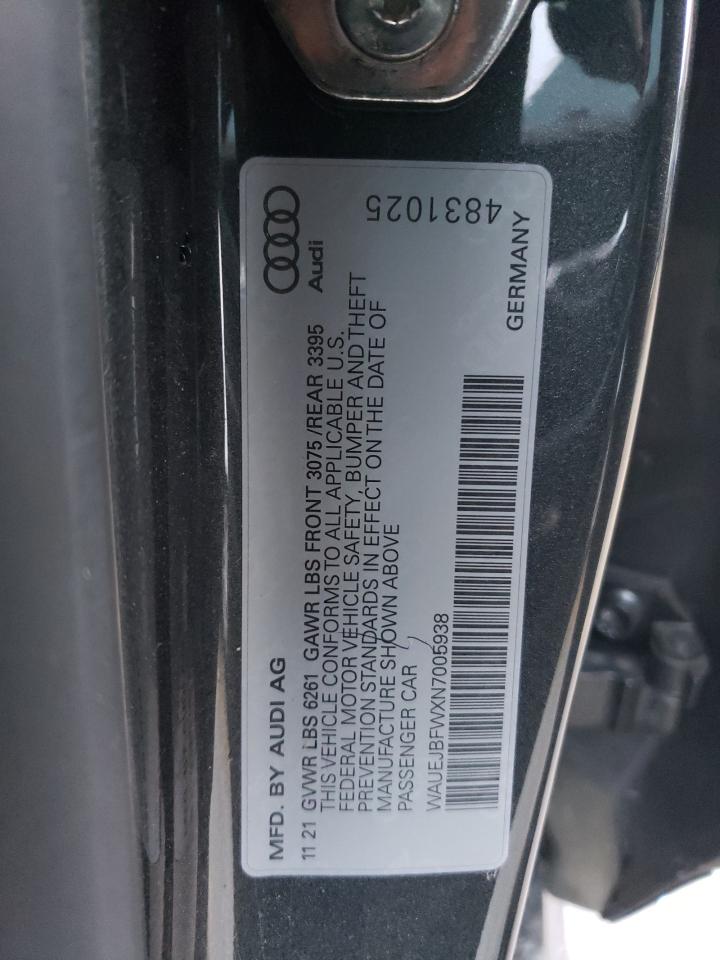 MFD. BY AUDI AG
Audi
11 21 GVWR LBS 6261 GAWR LBS FRONT 3075 /REAR 3395
THIS VEHICLE CONFORMS TO ALL APPLICABLE U.S.
FEDERAL MOTOR VEHICLE SAFETY, BUMPER AND THEFT
PREVENTION STANDARDS IN EFFECT ON THE DATE OF
MANUFACTURE SHOWN ABOVE
PASSENGER CAR
WAUEJBFWXN7005938
GERMANY
4831025